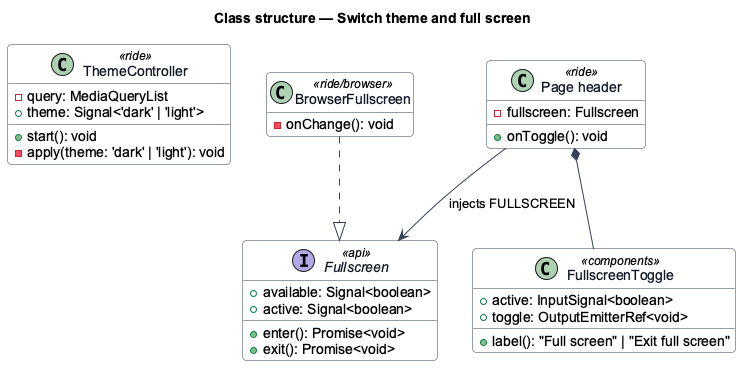 Class structure — Switch theme and full screen
C
«ride»
ThemeController
query: MediaQueryList
theme: Signal<'dark' | 'light'>
start(): void
apply(theme: 'dark' | 'light'): void
C
«ride/browser»
BrowserFullscreen
onChange(): void
C
«ride»
Page header
fullscreen: Fullscreen
onToggle(): void
injects FULLSCREEN
I
«api»
Fullscreen
available: Signal<boolean>
active: Signal<boolean>
enter(): Promise<void>
exit(): Promise<void>
C
«components»
FullscreenToggle
active: InputSignal<boolean>
toggle: OutputEmitterRef<void>
label(): "Full screen" | "Exit full screen"